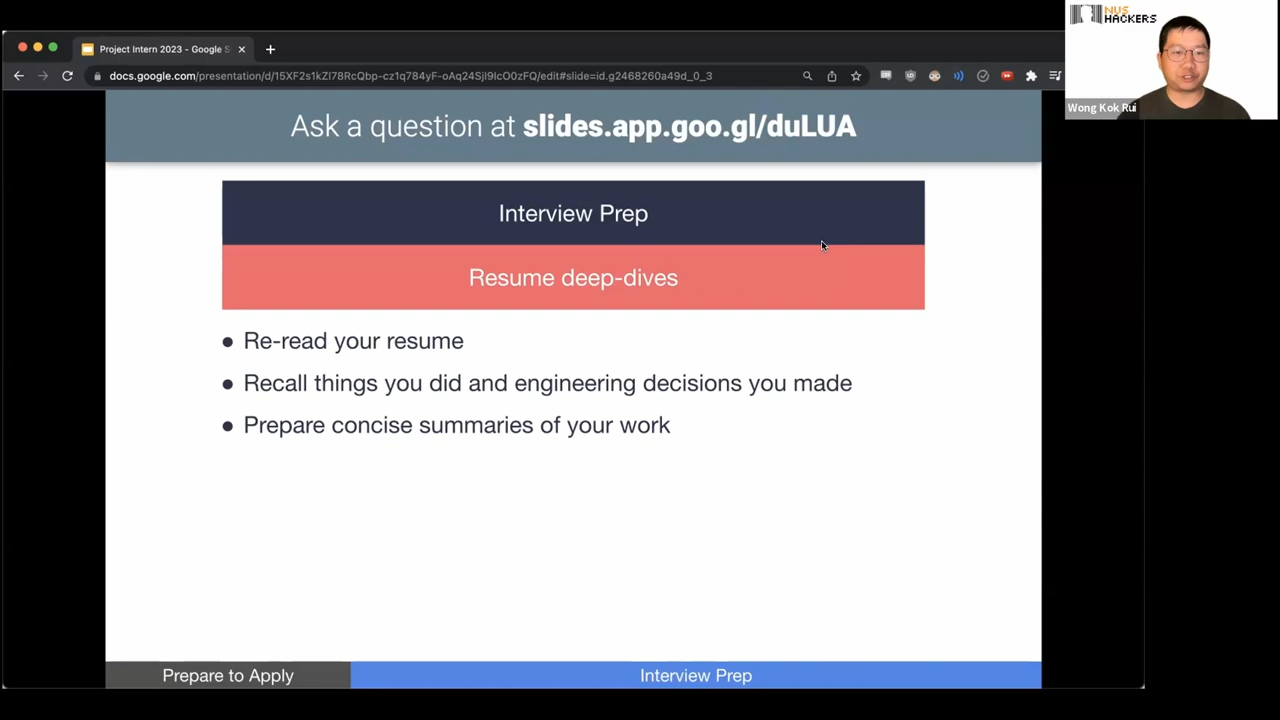 NUS
HACKERS
Project Intern 2023 - Google S
docs.google.com/presentation/d/15XF2s1kZl78RcQbp-cz1q784yF-oAq24SjI9IcO0zFQ/edit#slide=id.g2468260a49d_0_3
Wong Kok Rui
Ask a question at slides.app.goo.gl/duLUA
Interview Prep
Resume deep-dives
● Re-read your resume
● Recall things you did and engineering decisions you made
● Prepare concise summaries of your work
Prepare to Apply
Interview Prep